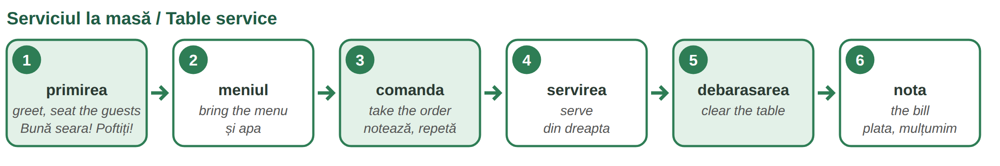 Serviciul la masă / Table service
1
primirea
greet, seat the guests
Bună seara! Poftiți!
2
meniul
bring the menu
și apa
3
comanda
take the order
notează, repetă
4
servirea
serve
din dreapta
5
debarasarea
clear the table
6
nota
the bill
plata, mulțumim